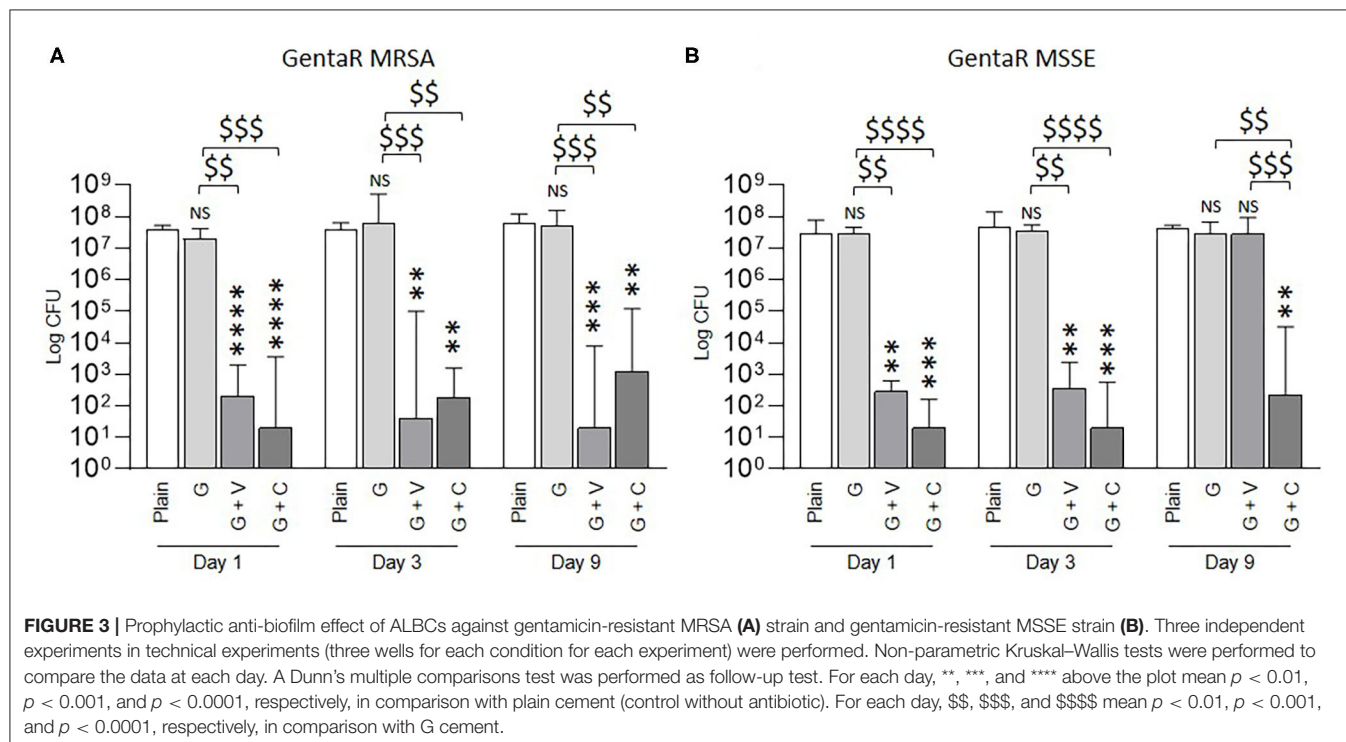 A
GentaR MRSA
$$
$$
$$$
$$$
$$$
$$
NS
NS
NS
****
****
**
**
***
**
Log CFU
10⁹
10⁸
10⁷
10⁶
10⁵
10⁴
10³
10²
10¹
10⁰
Plain
G
G + V
G + C
Plain
G
G + V
G + C
Plain
G
G + V
G + C
Day 1
Day 3
Day 9
B
GentaR MSSE
$$$$
$$$$
$$
$$
$$
$$$
NS
NS
NS
NS
**
***
**
***
**
Log CFU
10⁹
10⁸
10⁷
10⁶
10⁵
10⁴
10³
10²
10¹
10⁰
Plain
G
G + V
G + C
Plain
G
G + V
G + C
Plain
G
G + V
G + C
Day 1
Day 3
Day 9
FIGURE 3 | Prophylactic anti-biofilm effect of ALBCs against gentamicin-resistant MRSA (A) strain and gentamicin-resistant MSSE strain (B). Three independent
experiments in technical experiments (three wells for each condition for each experiment) were performed. Non-parametric Kruskal–Wallis tests were performed to
compare the data at each day. A Dunn's multiple comparisons test was performed as follow-up test. For each day, **, ***, and **** above the plot mean p < 0.01,
p < 0.001, and p < 0.0001, respectively, in comparison with plain cement (control without antibiotic). For each day, $$, $$$, and $$$$ mean p < 0.01, p < 0.001,
and p < 0.0001, respectively, in comparison with G cement.